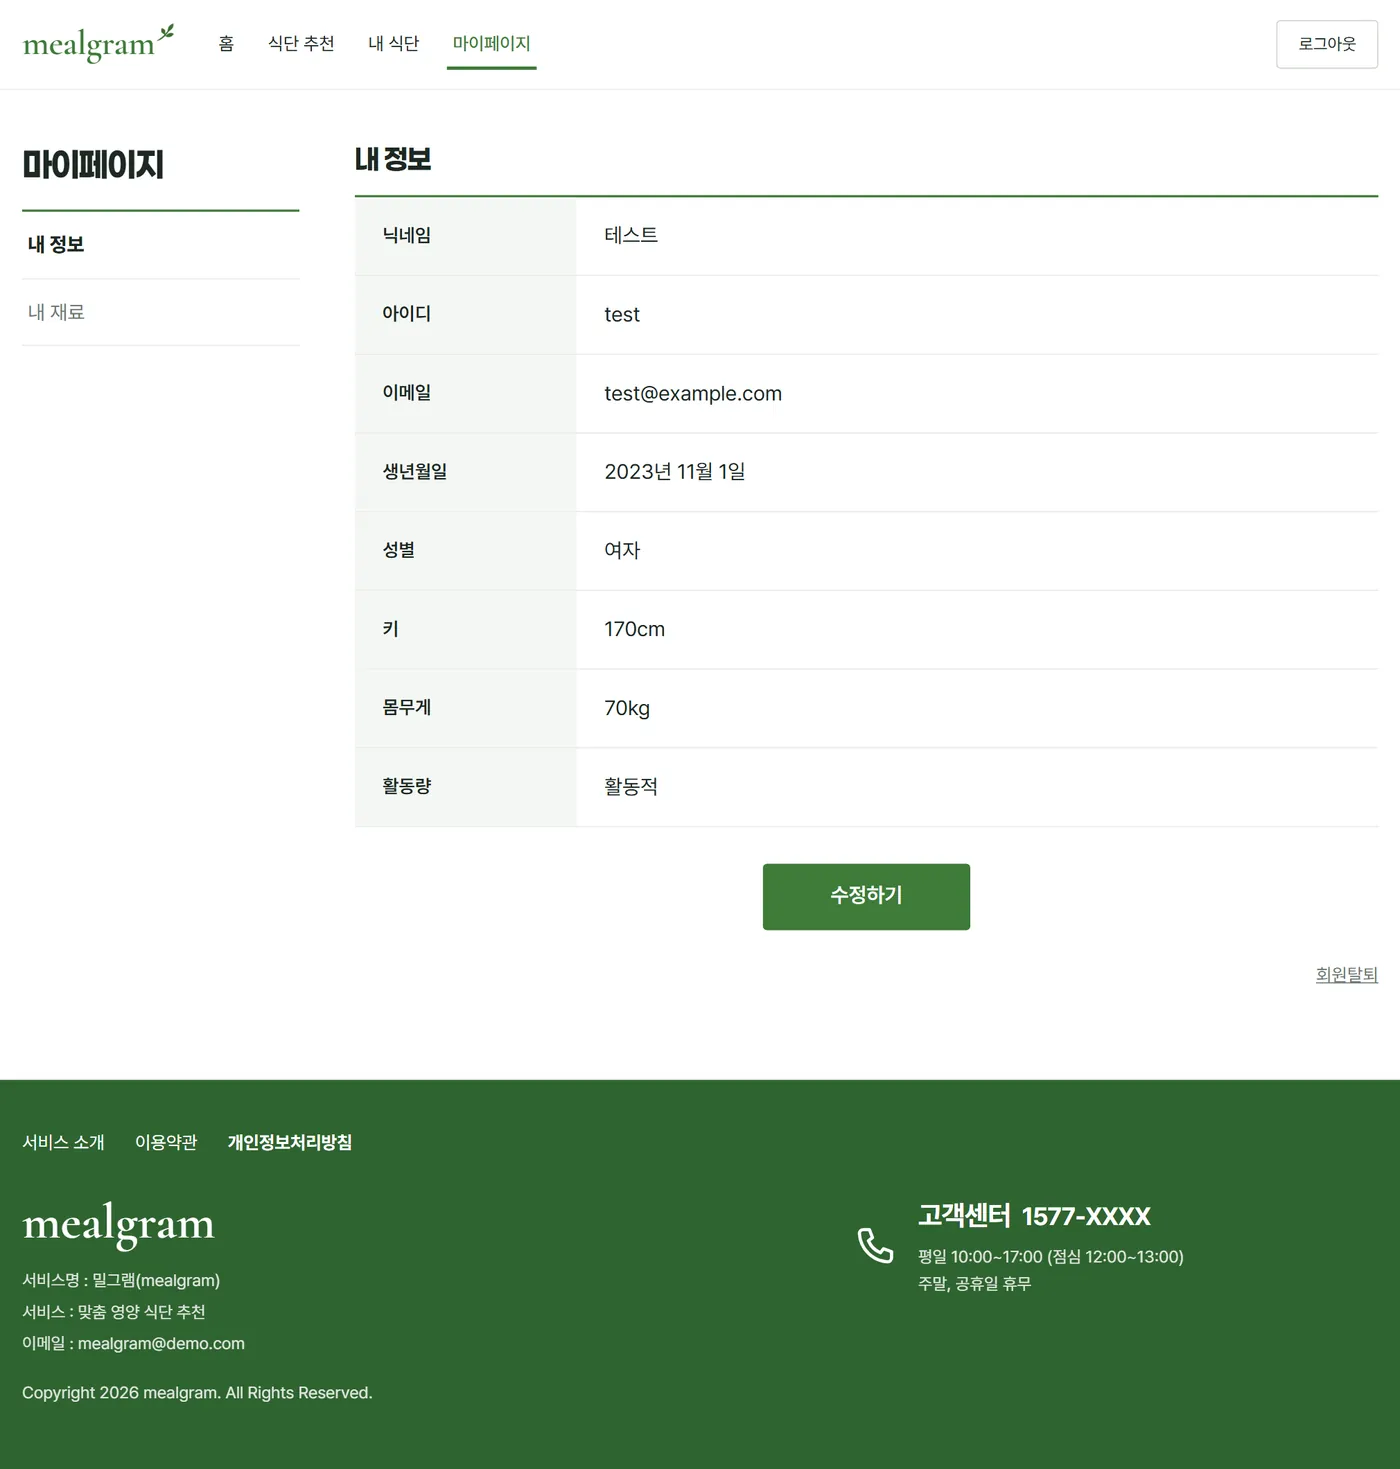 mealgram
홈
식단 추천
내 식단
마이페이지
로그아웃
마이페이지
내 정보
내 재료
내 정보
닉네임 테스트
아이디 test
이메일 test@example.com
생년월일 2023년 11월 1일
성별 여자
키 170cm
몸무게 70kg
활동량 활동적
수정하기
회원탈퇴
서비스 소개 이용약관 개인정보처리방침
mealgram
서비스명 : 밀그램(mealgram)
서비스 : 맞춤 영양 식단 추천
이메일 : mealgram@demo.com
Copyright 2026 mealgram. All Rights Reserved.
고객센터 1577-XXXX
평일 10:00~17:00 (점심 12:00~13:00)
주말, 공휴일 휴무